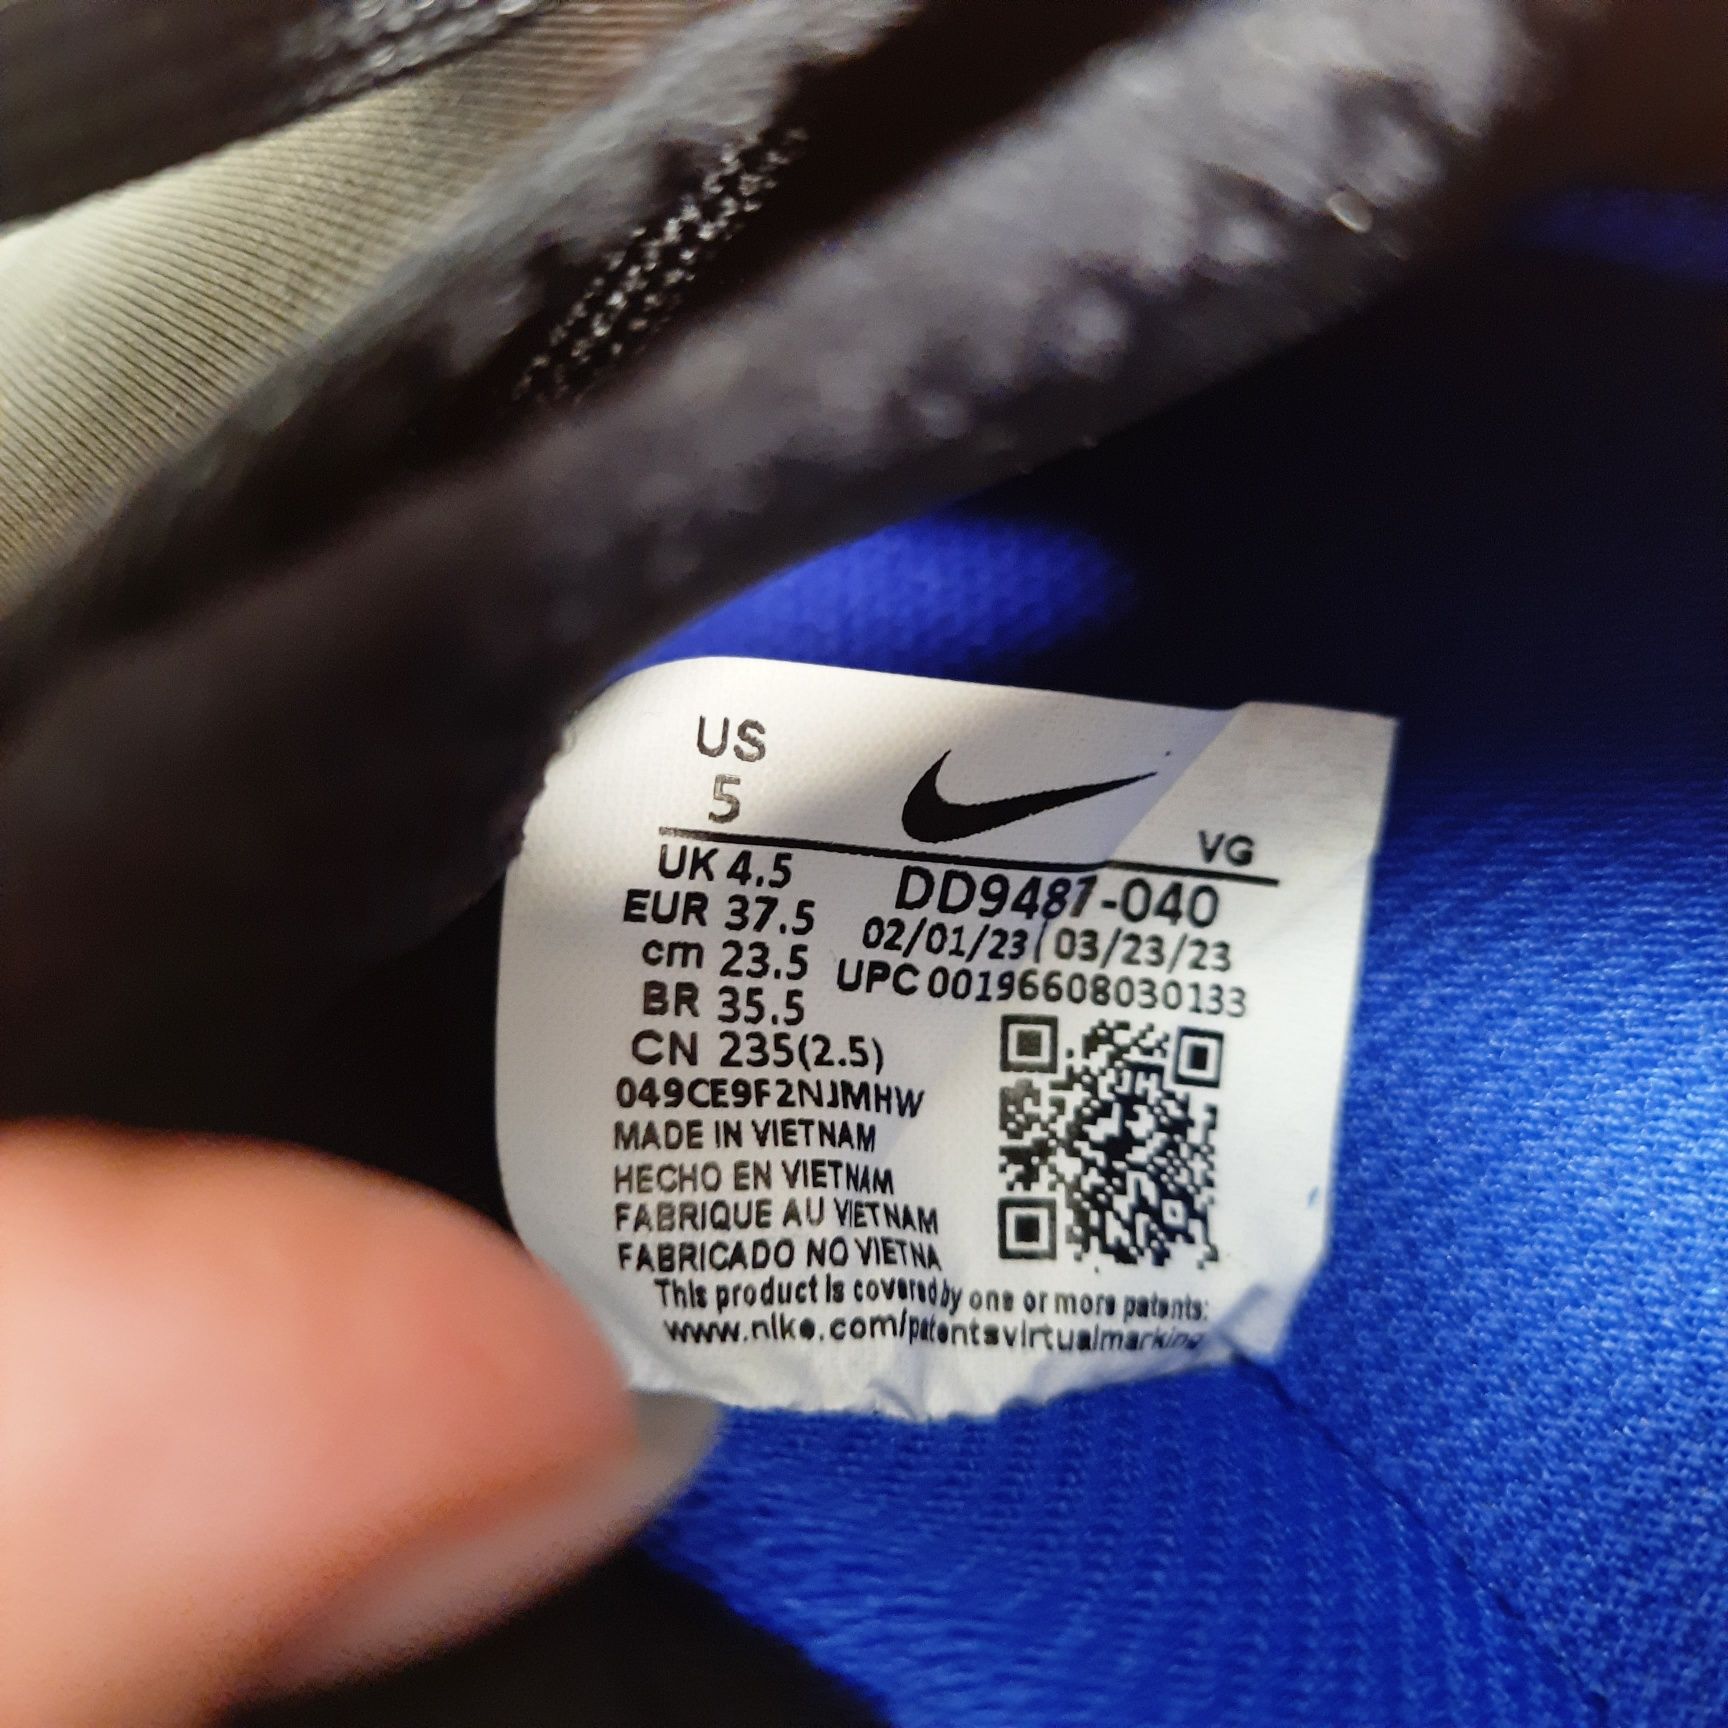 US
5
VG
UK 4.5
EUR 37.5
cm 23.5
BR 35.5
CN 235(2.5)
DD9487-040
02/01/23 03/23/23
UPC 00196608030133
049CE9F2NJMHW
MADE IN VIETNAM
HECHO EN VIETNAM
FABRIQUE AU VIETNAM
FABRICADO NO VIETNA
This product is covered by one or more patents:
www.nike.com/patentsvirtualmarking